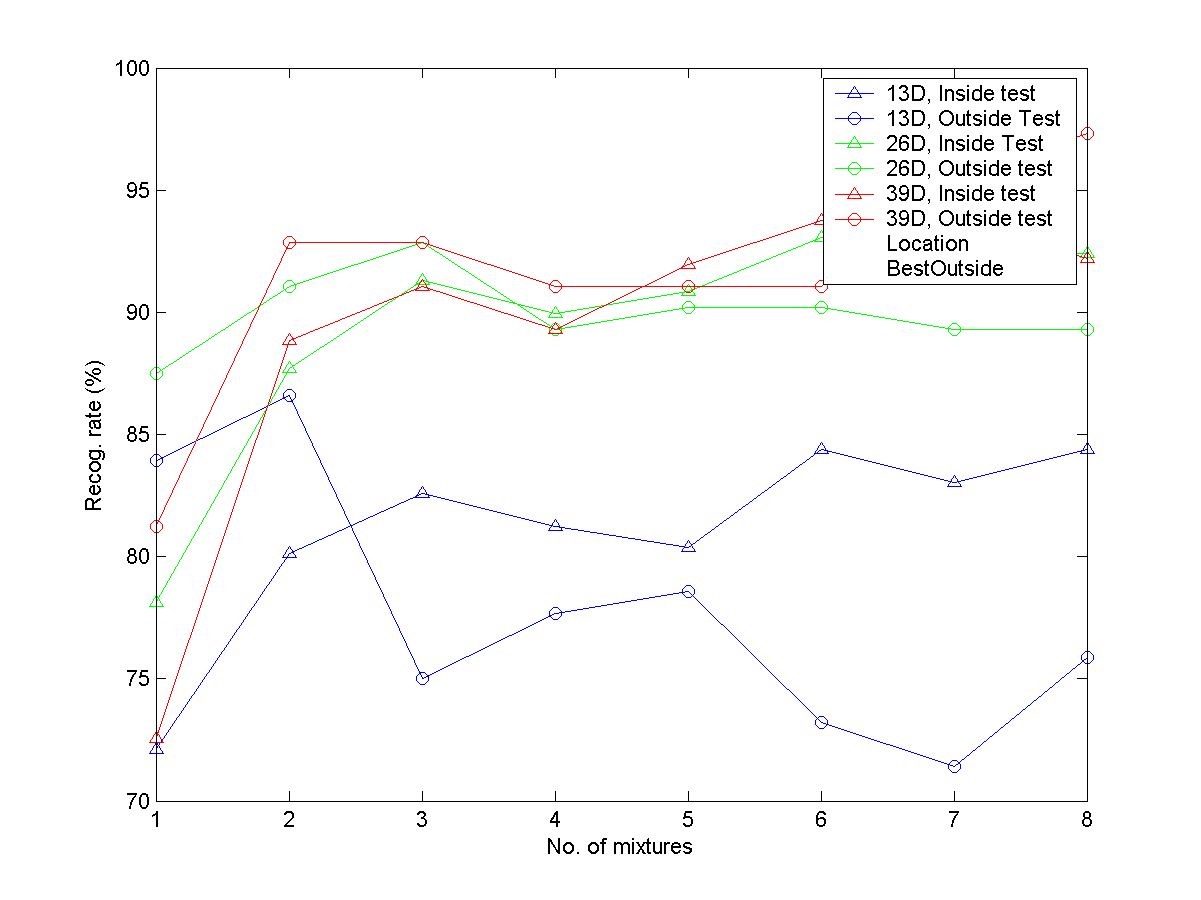 100
95
90
85
80
75
70
Recog. rate (%)
13D, Inside test
13D, Outside Test
26D, Inside Test
26D, Outside test
39D, Inside test
39D, Outside test
Location
BestOutside
1 2 3 4 5 6 7 8
No. of mixtures